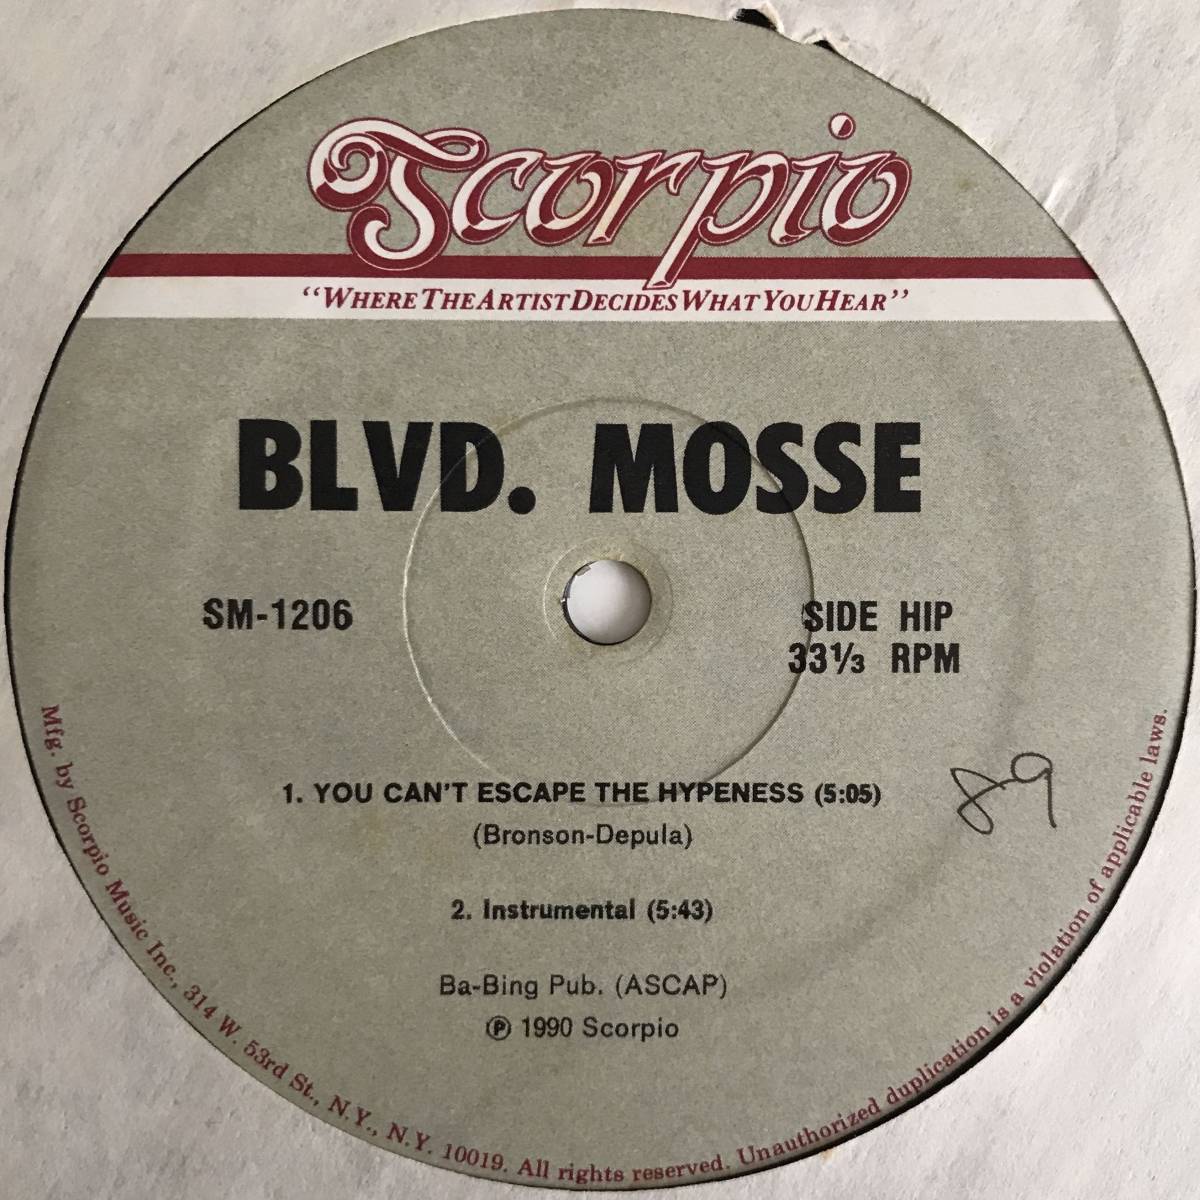 Scorpio
“WHERE THE ARTIST DECIDES WHAT YOU HEAR”
BLVD. MOSSE
SM-1206
SIDE HIP
33⅓ RPM
1. YOU CAN'T ESCAPE THE HYPENESS (5:05)
(Bronson-Depula)
89
2. Instrumental (5:43)
Ba-Bing Pub. (ASCAP)
℗ 1990 Scorpio
Mfg. by Scorpio Music Inc., 314 W. 53rd St., N.Y., N.Y. 10019. All rights reserved. Unauthorized duplication is a violation of applicable laws.